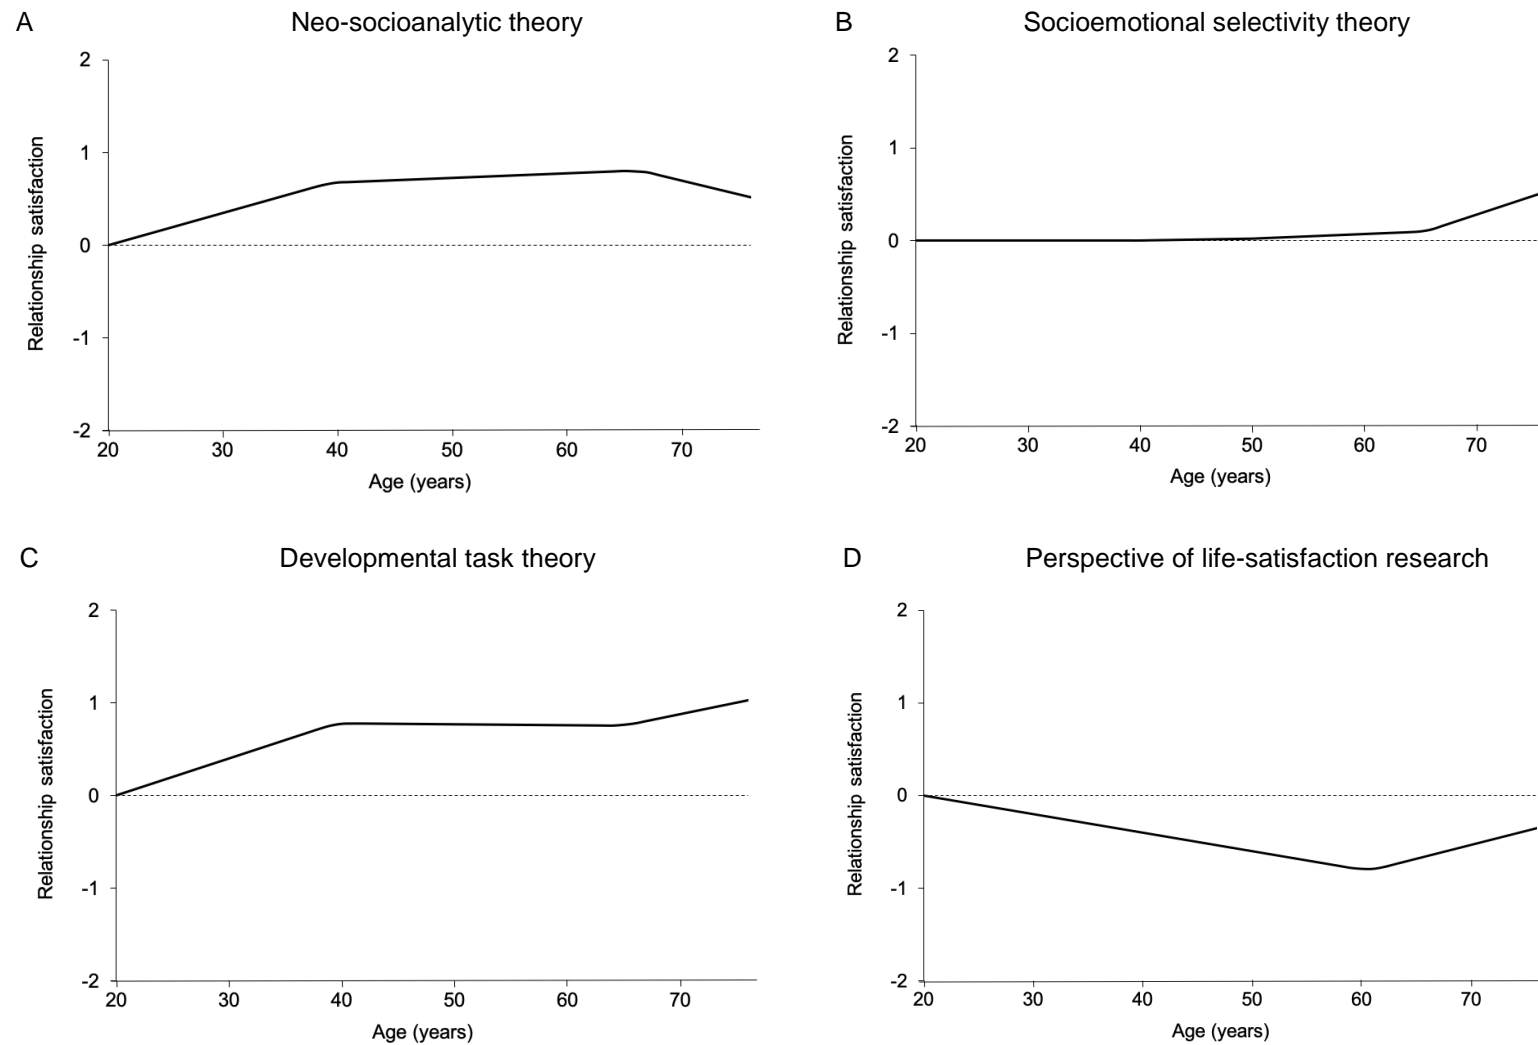 A
Neo-socioanalytic theory
2
1
0
-1
-2
20 30 40 50 60 70
Relationship satisfaction
Age (years)
B
Socioemotional selectivity theory
2
1
0
-1
-2
20 30 40 50 60 70
Relationship satisfaction
Age (years)
C
Developmental task theory
2
1
0
-1
-2
20 30 40 50 60 70
Relationship satisfaction
Age (years)
D
Perspective of life-satisfaction research
2
1
0
-1
-2
20 30 40 50 60 70
Relationship satisfaction
Age (years)